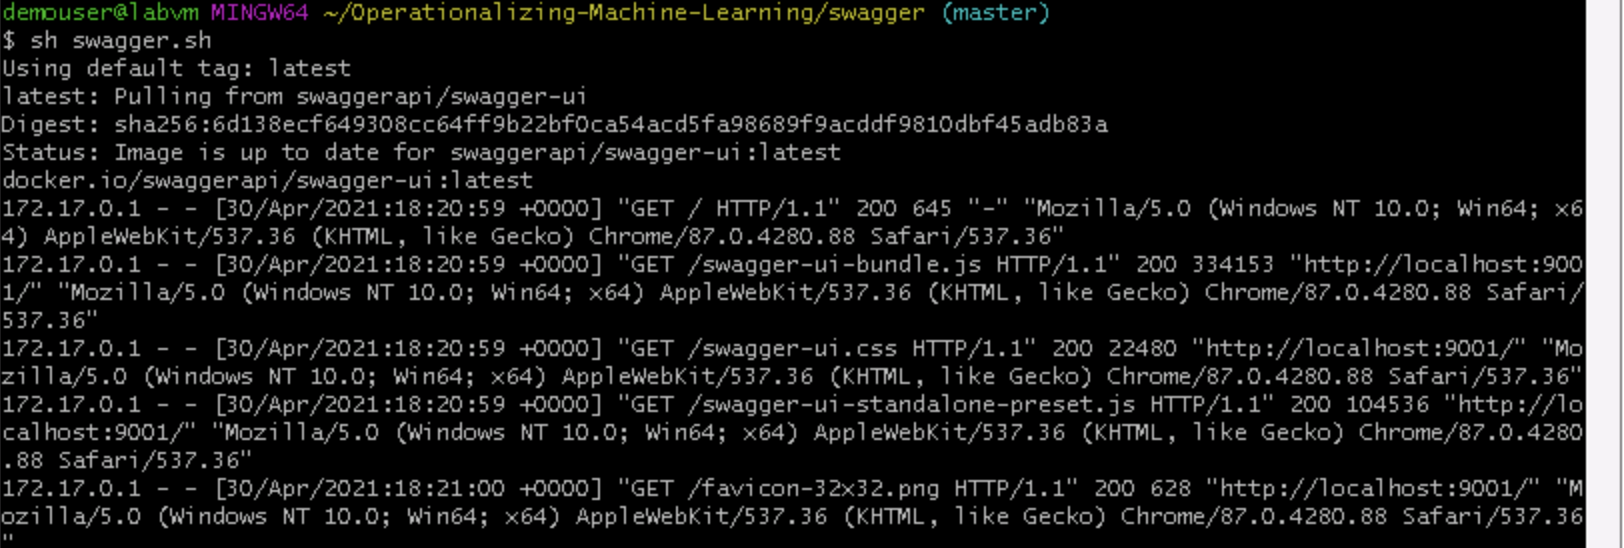 demouser@labvm MINGW64 ~/Operationalizing-Machine-Learning/swagger (master)
$ sh swagger.sh
Using default tag: latest
latest: Pulling from swaggerapi/swagger-ui
Digest: sha256:6d138ecf649308cc64ff9b22bf0ca54acd5fa98689f9acddf9810dbf45adb83a
Status: Image is up to date for swaggerapi/swagger-ui:latest
docker.io/swaggerapi/swagger-ui:latest
172.17.0.1 - - [30/Apr/2021:18:20:59 +0000] "GET / HTTP/1.1" 200 645 "-" "Mozilla/5.0 (Windows NT 10.0; Win64; x6
4) AppleWebKit/537.36 (KHTML, like Gecko) Chrome/87.0.4280.88 Safari/537.36"
172.17.0.1 - - [30/Apr/2021:18:20:59 +0000] "GET /swagger-ui-bundle.js HTTP/1.1" 200 334153 "http://localhost:900
1/" "Mozilla/5.0 (Windows NT 10.0; Win64; x64) AppleWebKit/537.36 (KHTML, like Gecko) Chrome/87.0.4280.88 Safari/
537.36"
172.17.0.1 - - [30/Apr/2021:18:20:59 +0000] "GET /swagger-ui.css HTTP/1.1" 200 22480 "http://localhost:9001/" "Mo
zilla/5.0 (Windows NT 10.0; Win64; x64) AppleWebKit/537.36 (KHTML, like Gecko) Chrome/87.0.4280.88 Safari/537.36"
172.17.0.1 - - [30/Apr/2021:18:20:59 +0000] "GET /swagger-ui-standalone-preset.js HTTP/1.1" 200 104536 "http://lo
calhost:9001/" "Mozilla/5.0 (Windows NT 10.0; Win64; x64) AppleWebKit/537.36 (KHTML, like Gecko) Chrome/87.0.4280
.88 Safari/537.36"
172.17.0.1 - - [30/Apr/2021:18:21:00 +0000] "GET /favicon-32x32.png HTTP/1.1" 200 628 "http://localhost:9001/" "M
ozilla/5.0 (Windows NT 10.0; Win64; x64) AppleWebKit/537.36 (KHTML, like Gecko) Chrome/87.0.4280.88 Safari/537.36
"